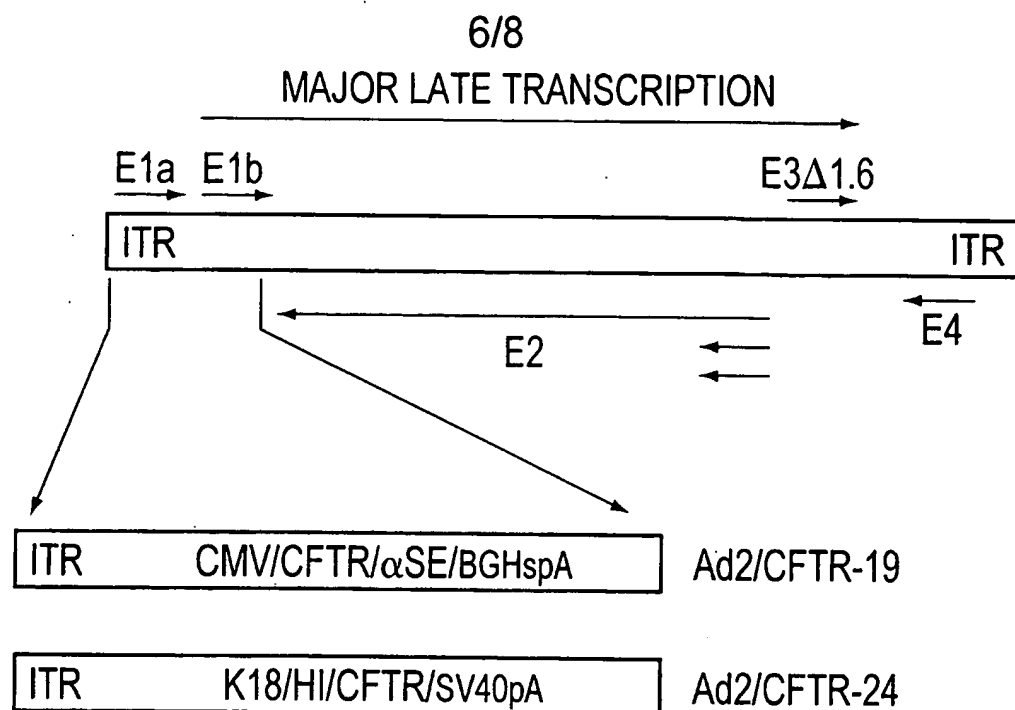 6/8
MAJOR LATE TRANSCRIPTION
E1a E1b E3Δ1.6
ITR ITR
E2 E4
ITR CMV/CFTR/αSE/BGHspA Ad2/CFTR-19
ITR K18/HI/CFTR/SV40pA Ad2/CFTR-24